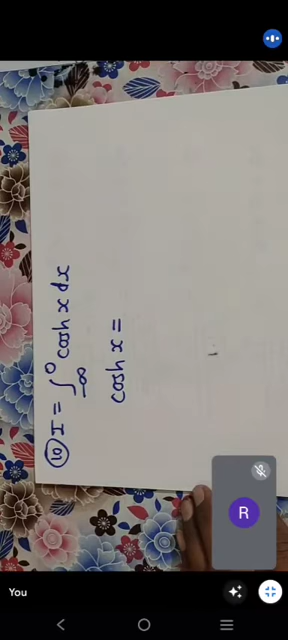 (10) I = ∫_{-∞}^{0} cosh x dx
cosh x =
R
You